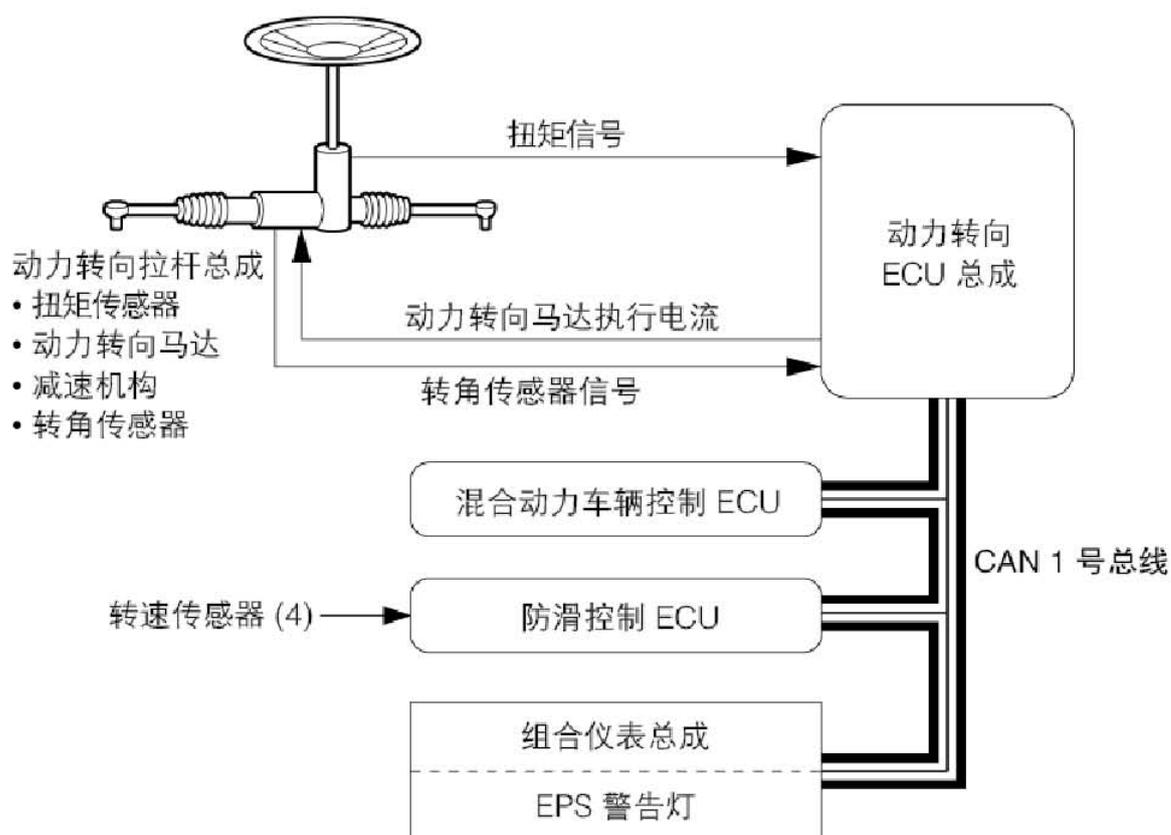 扭矩信号
动力转向
ECU 总成
动力转向拉杆总成
• 扭矩传感器
• 动力转向马达
• 减速机构
• 转角传感器
动力转向马达执行电流
转角传感器信号
混合动力车辆控制 ECU
CAN 1 号总线
转速传感器 (4)
防滑控制 ECU
组合仪表总成
EPS 警告灯